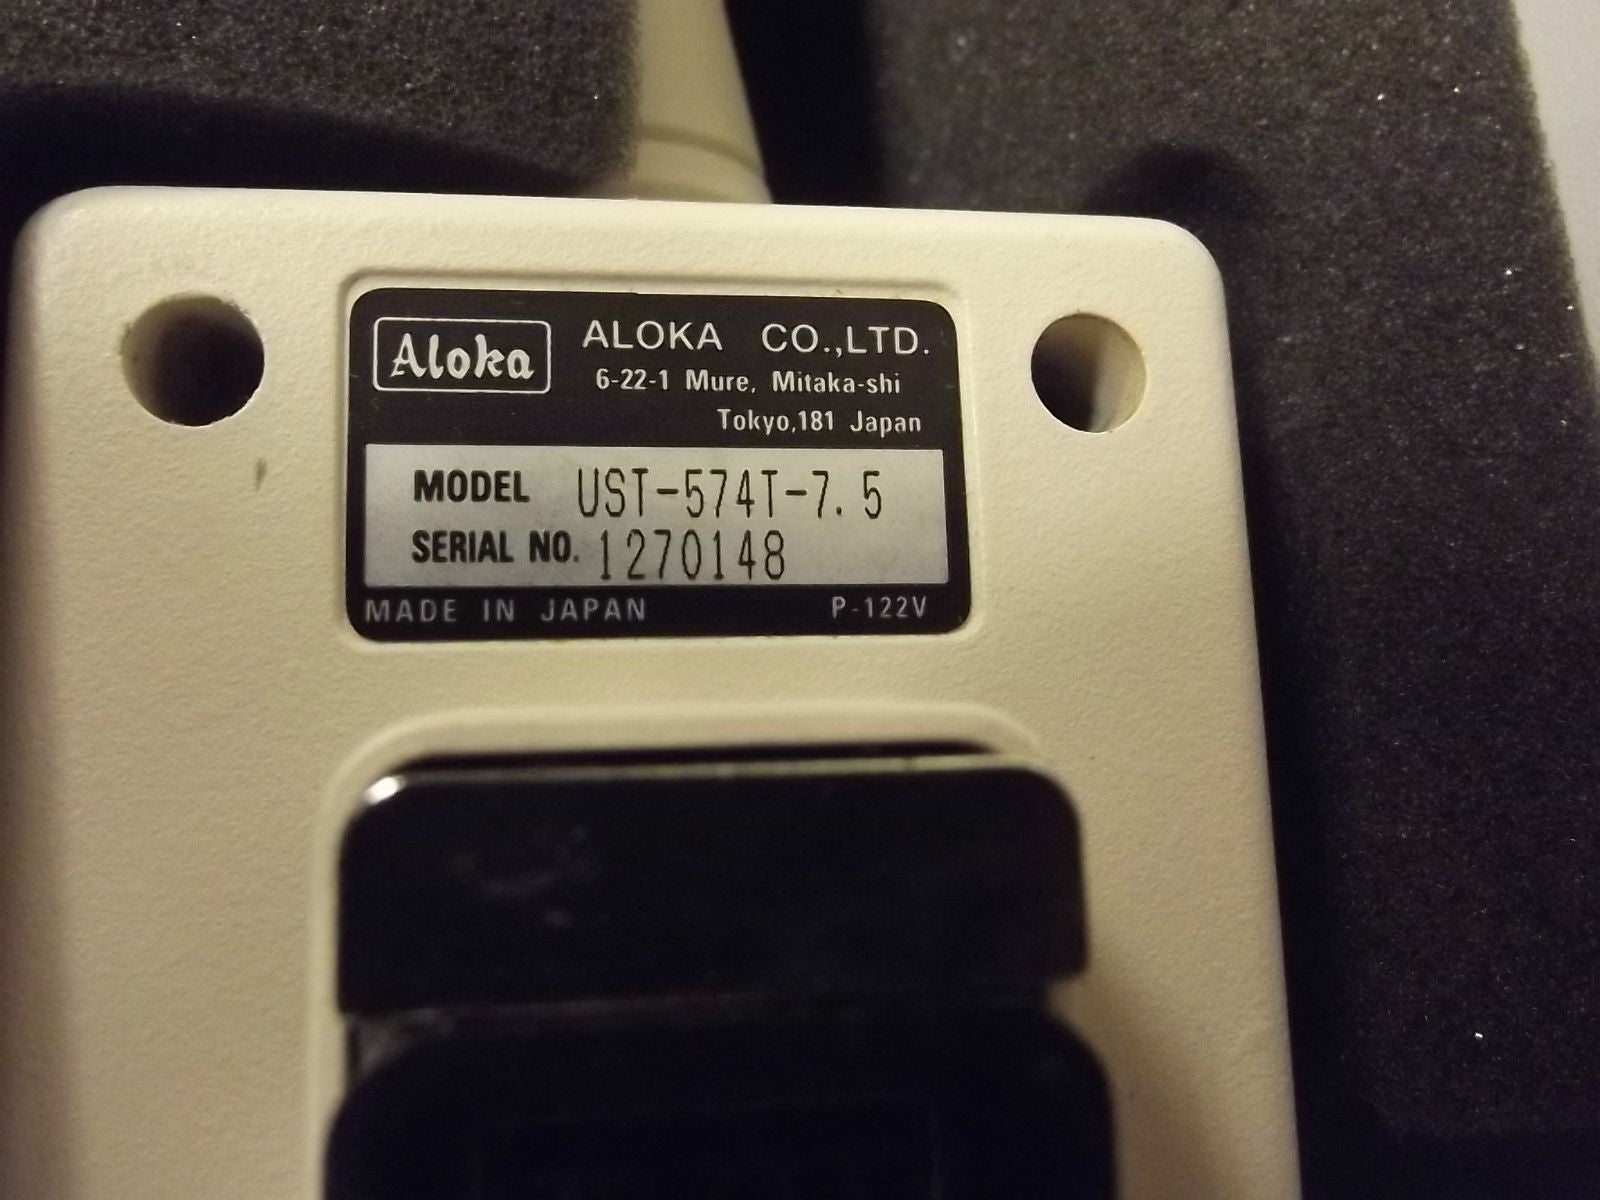 Aloka
ALOKA CO.,LTD.
6-22-1 Mure, Mitaka-shi
Tokyo,181 Japan
MODEL UST-574T-7.5
SERIAL NO. 1270148
MADE IN JAPAN P-122V